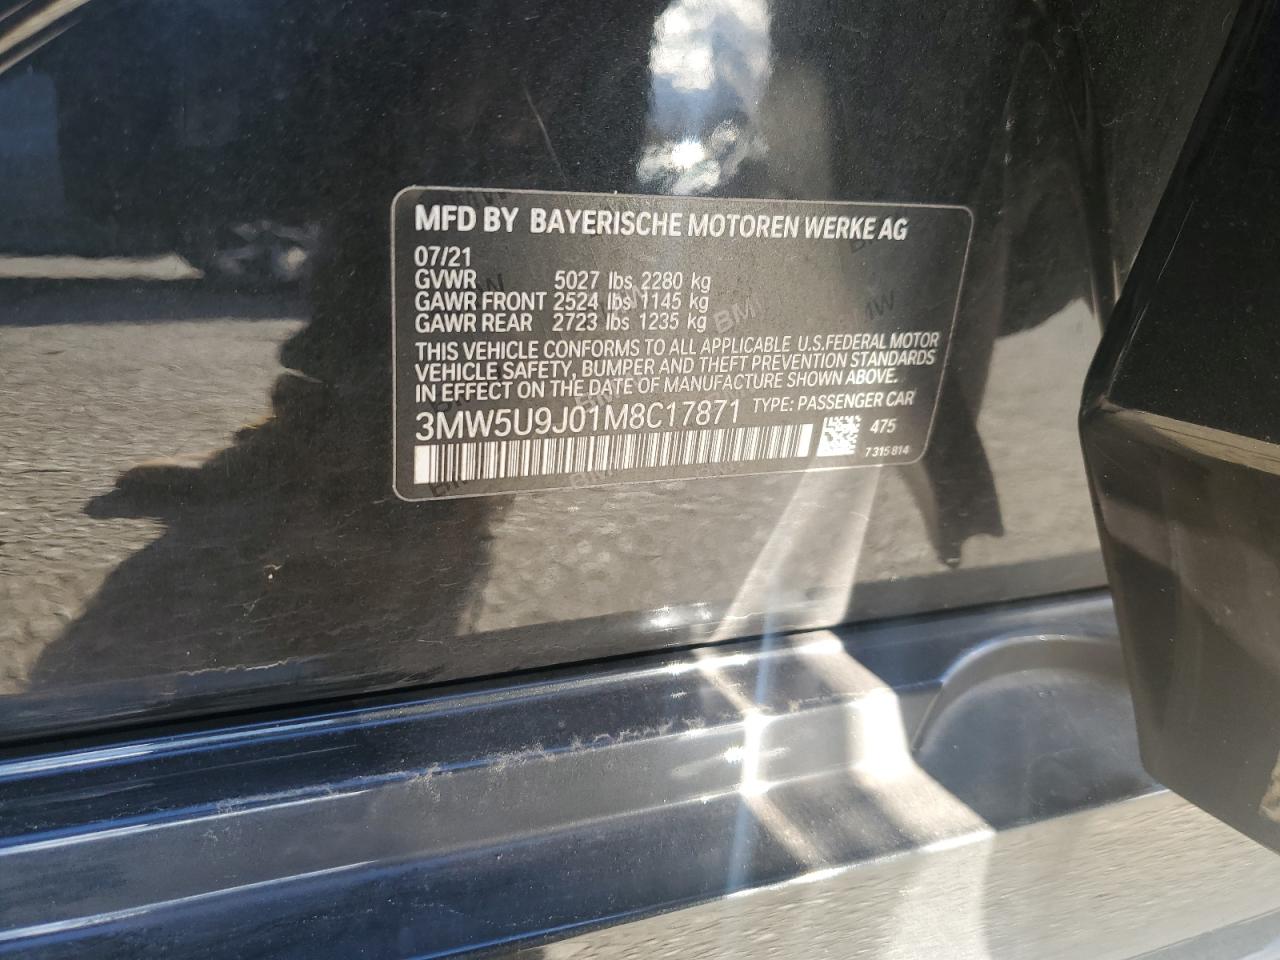 MFD BY BAYERISCHE MOTOREN WERKE AG
07/21
GVWR 5027 lbs 2280 kg
GAWR FRONT 2524 lbs 1145 kg
GAWR REAR 2723 lbs 1235 kg
THIS VEHICLE CONFORMS TO ALL APPLICABLE U.S.FEDERAL MOTOR
VEHICLE SAFETY, BUMPER AND THEFT PREVENTION STANDARDS
IN EFFECT ON THE DATE OF MANUFACTURE SHOWN ABOVE.
3MW5U9J01M8C17871 TYPE: PASSENGER CAR
475
7 315 814